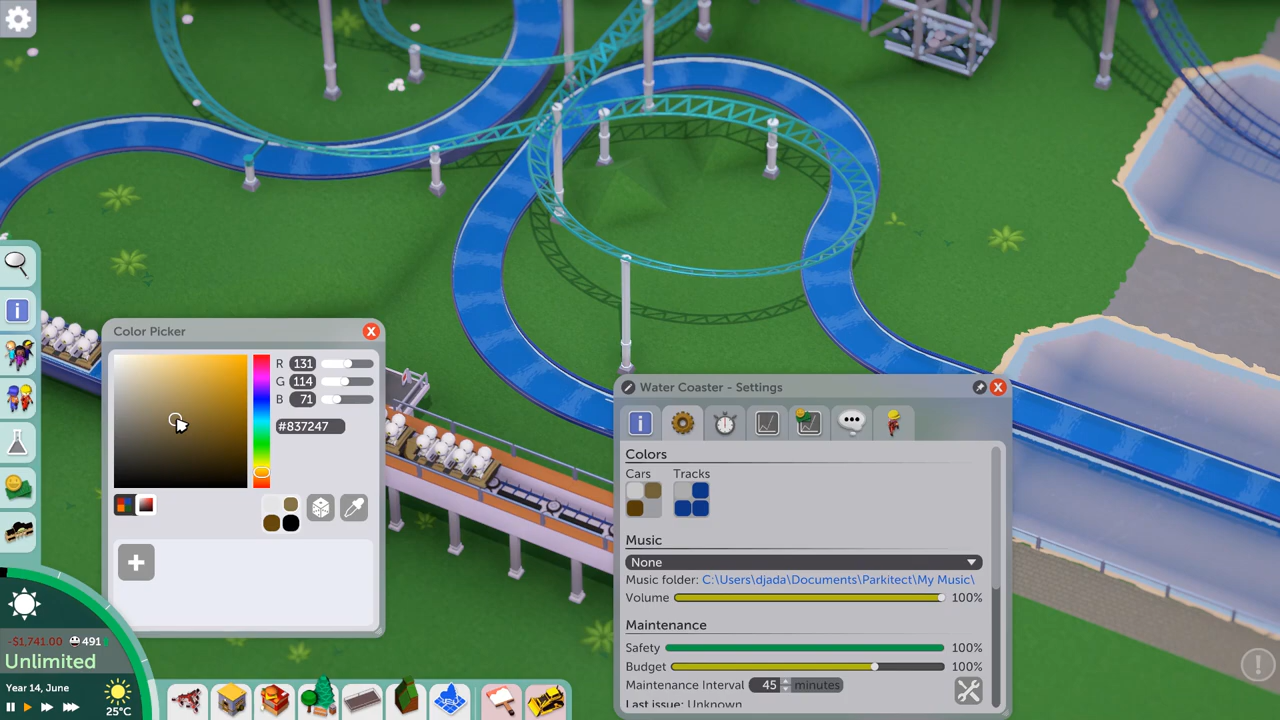 Color Picker
R 131
G 114
B 71
#837247
Water Coaster - Settings
Colors
Cars Tracks
Music
None
Music folder: C:\Users\djada\Documents\Parkitect\My Music\
Volume 100%
Maintenance
Safety 100%
Budget 100%
Maintenance Interval 45 minutes
Last issue: Unknown
-$1,741.00 491
Unlimited
Year 14, June
25°C